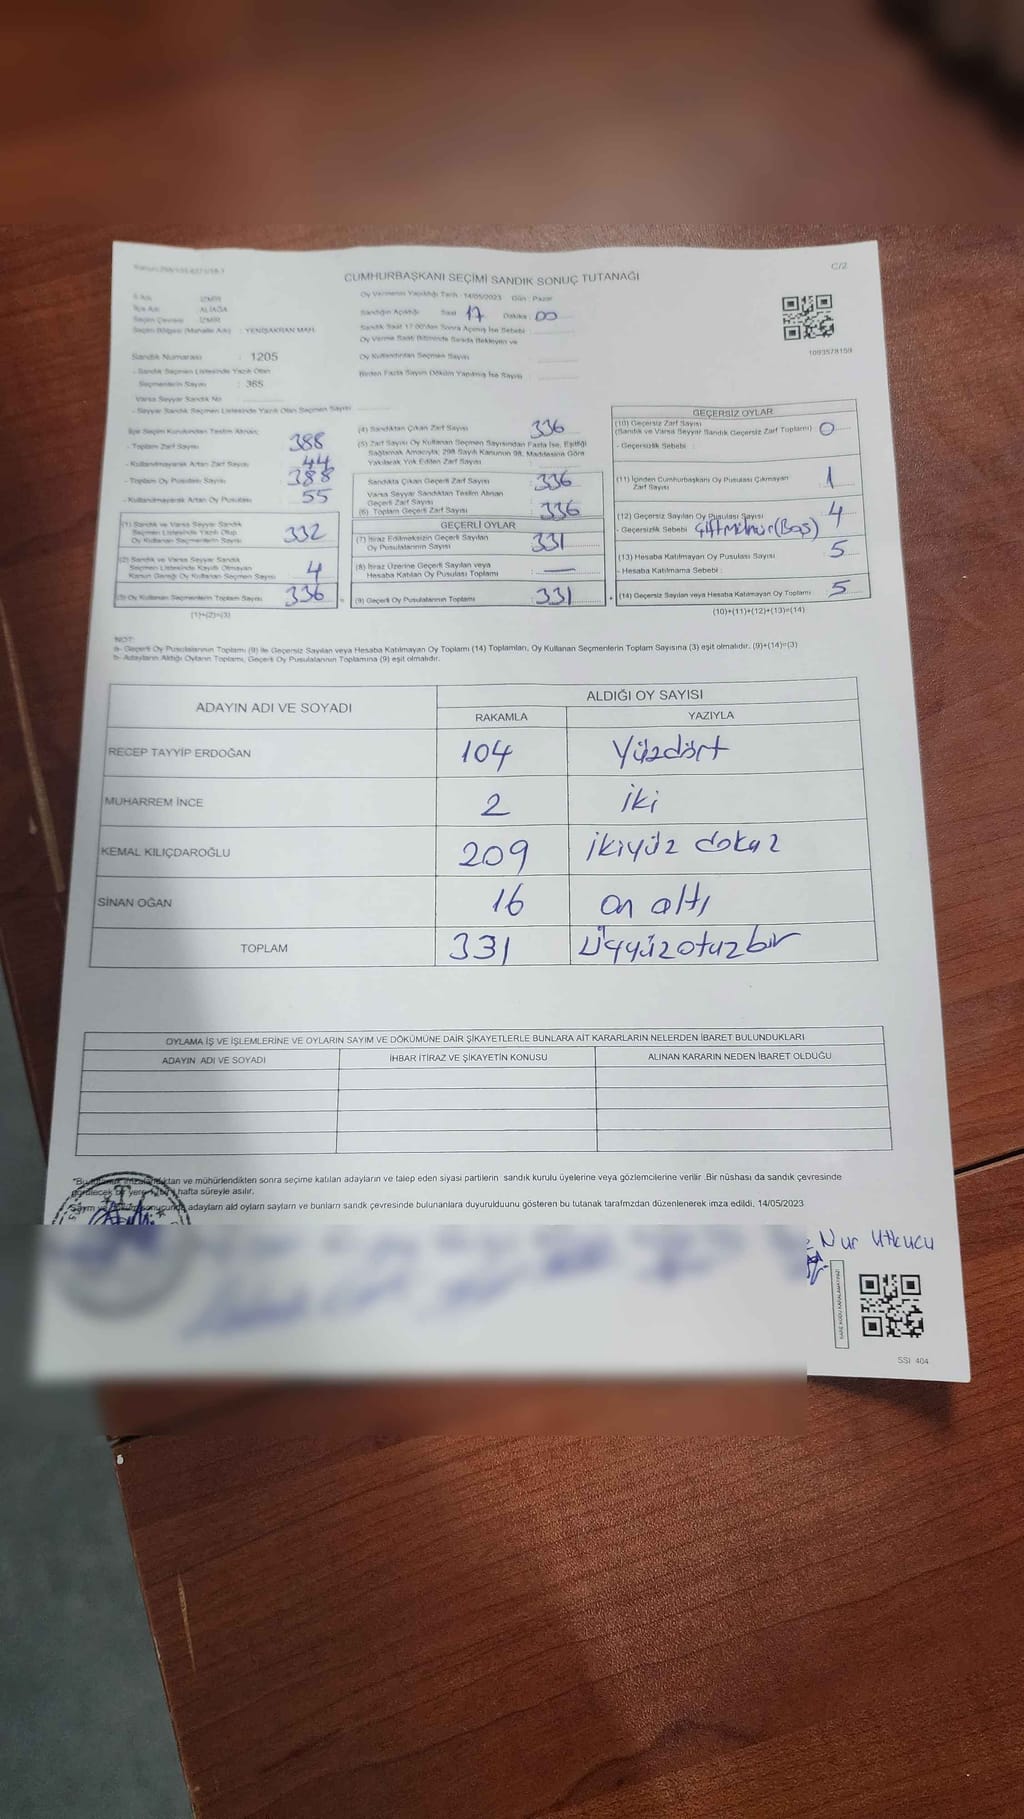 C/2
CUMHURBAŞKANI SEÇİMİ SANDIK SONUÇ TUTANAĞI
İli Adı : İZMİR
İlçe Adı : ALİAĞA
Seçim Çevresi : İZMİR
Seçim Bölgesi (Mahalle Adı) : YENİŞAKRAN MAH.
Oy Vermenin Yapıldığı Tarih : 14/05/2023 Gün : Pazar
Sandığın Açıldığı Saat 17 Dakika : 00
Sandık Saat 17.00'den Sonra Açılmış İse Sebebi :
Oy Verme Saati Bitiminde Sırada Bekleyen ve
Oy Kullandırılan Seçmen Sayısı
Birden Fazla Sayım Döküm Yapılmış İse Sayısı :
1093578159
Sandık Numarası : 1205
- Sandık Seçmen Listesinde Yazılı Olan
Seçmenlerin Sayısı : 365
Varsa Seyyar Sandık No
- Seyyar Sandık Seçmen Listesinde Yazılı Olan Seçmen Sayısı
İlçe Seçim Kurulundan Teslim Alınan;
- Toplam Zarf Sayısı 388
- Kullanılmayarak Artan Zarf Sayısı 44
- Toplam Oy Pusulası Sayısı 388
- Kullanılmayarak Artan Oy Pusulası 55
(1) Sandık ve Varsa Seyyar Sandık
Seçmen Listesinde Yazılı Olup
Oy Kullanan Seçmenlerin Sayısı 332
(2) Sandık ve Varsa Seyyar Sandık
Seçmen Listesinde Kayıtlı Olmayan
Kanun Gereği Oy Kullanan Seçmen Sayısı 4
(3) Oy Kullanan Seçmenlerin Toplam Sayısı 336
(1)+(2)=(3)
(4) Sandıktan Çıkan Zarf Sayısı 336
(5) Zarf Sayısı Oy Kullanan Seçmen Sayısından Fazla İse, Eşitliği
Sağlamak Amacıyla, 298 Sayılı Kanunun 98. Maddesine Göre
Yakılarak Yok Edilen Zarf Sayısı
Sandıkta Çıkan Geçerli Zarf Sayısı 336
Varsa Seyyar Sandıktan Teslim Alınan
Geçerli Zarf Sayısı
(6) Toplam Geçerli Zarf Sayısı 336
GEÇERLİ OYLAR
(7) İtiraz Edilmeksizin Geçerli Sayılan
Oy Pusulalarının Sayısı 331
(8) İtiraz Üzerine Geçerli Sayılan veya
Hesaba Katılan Oy Pusulası Toplamı : —
(9) Geçerli Oy Pusulalarının Toplamı 331
GEÇERSİZ OYLAR
(10) Geçersiz Zarf Sayısı
(Sandık ve Varsa Seyyar Sandık Geçersiz Zarf Toplamı) 0
- Geçersizlik Sebebi :
(11) İçinden Cumhurbaşkanı Oy Pusulası Çıkmayan
Zarf Sayısı 1
(12) Geçersiz Sayılan Oy Pusulası Sayısı 4
- Geçersizlik Sebebi Çift Mühür (Boş)
(13) Hesaba Katılmayan Oy Pusulası Sayısı 5
- Hesaba Katılmama Sebebi :
(14) Geçersiz Sayılan veya Hesaba Katılmayan Oy Toplamı 5
(10)+(11)+(12)+(13)=(14)
NOT:
a- Geçerli Oy Pusulalarının Toplamı (9) ile Geçersiz Sayılan veya Hesaba Katılmayan Oy Toplamı (14) Toplamları, Oy Kullanan Seçmenlerin Toplam Sayısına (3) eşit olmalıdır. (9)+(14)=(3)
b- Adayların Aldığı Oyların Toplamı, Geçerli Oy Pusulalarının Toplamına (9) eşit olmalıdır.
ADAYIN ADI VE SOYADI
ALDIĞI OY SAYISI
RAKAMLA YAZIYLA
RECEP TAYYİP ERDOĞAN 104 Yüzdört
MUHARREM İNCE 2 iki
KEMAL KILIÇDAROĞLU 209 ikiyüz dokuz
SİNAN OĞAN 16 on altı
TOPLAM 331 Üçyüzotuzbir
OYLAMA İŞ VE İŞLEMLERİNE VE OYLARIN SAYIM VE DÖKÜMÜNE DAİR ŞİKAYETLERLE BUNLARA AİT KARARLARIN NELERDEN İBARET BULUNDUKLARI
ADAYIN ADI VE SOYADI İHBAR İTİRAZ VE ŞİKAYETİN KONUSU ALINAN KARARIN NEDEN İBARET OLDUĞU
mühürlendikten sonra seçime katılan adayların ve talep eden siyasi partilerin sandık kurulu üyelerine veya gözlemcilerine verilir. Bir nüshası da sandık çevresinde
hafta süreyle asılır.
adayların ald oyların sayların ve bunların sandık çevresinde bulunanlara duyurulduunu gösteren bu tutanak tarafmzdan düzenlenerek imza edildi. 14/05/2023
Nur Utkucu
SSI 404